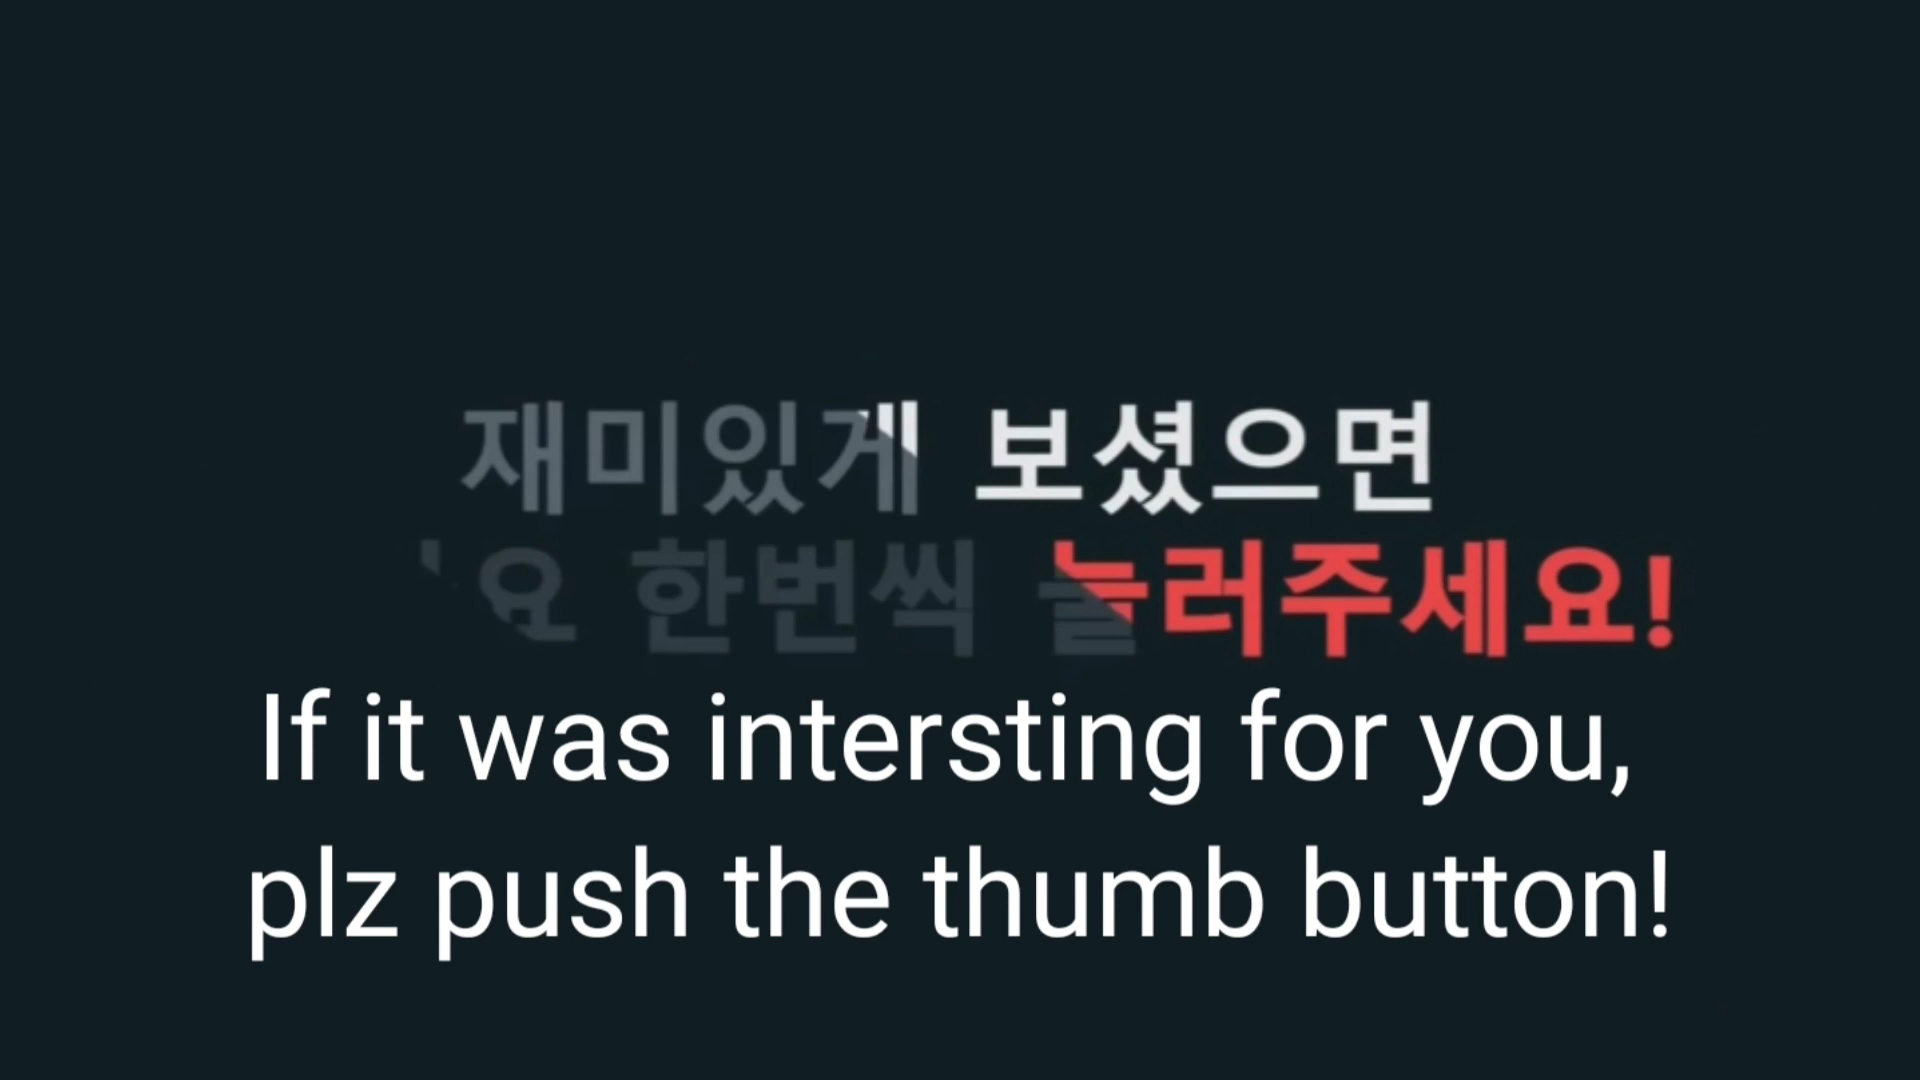 재미있게 보셨으면
요 한번씩 눌러주세요!
If it was intersting for you,
plz push the thumb button!